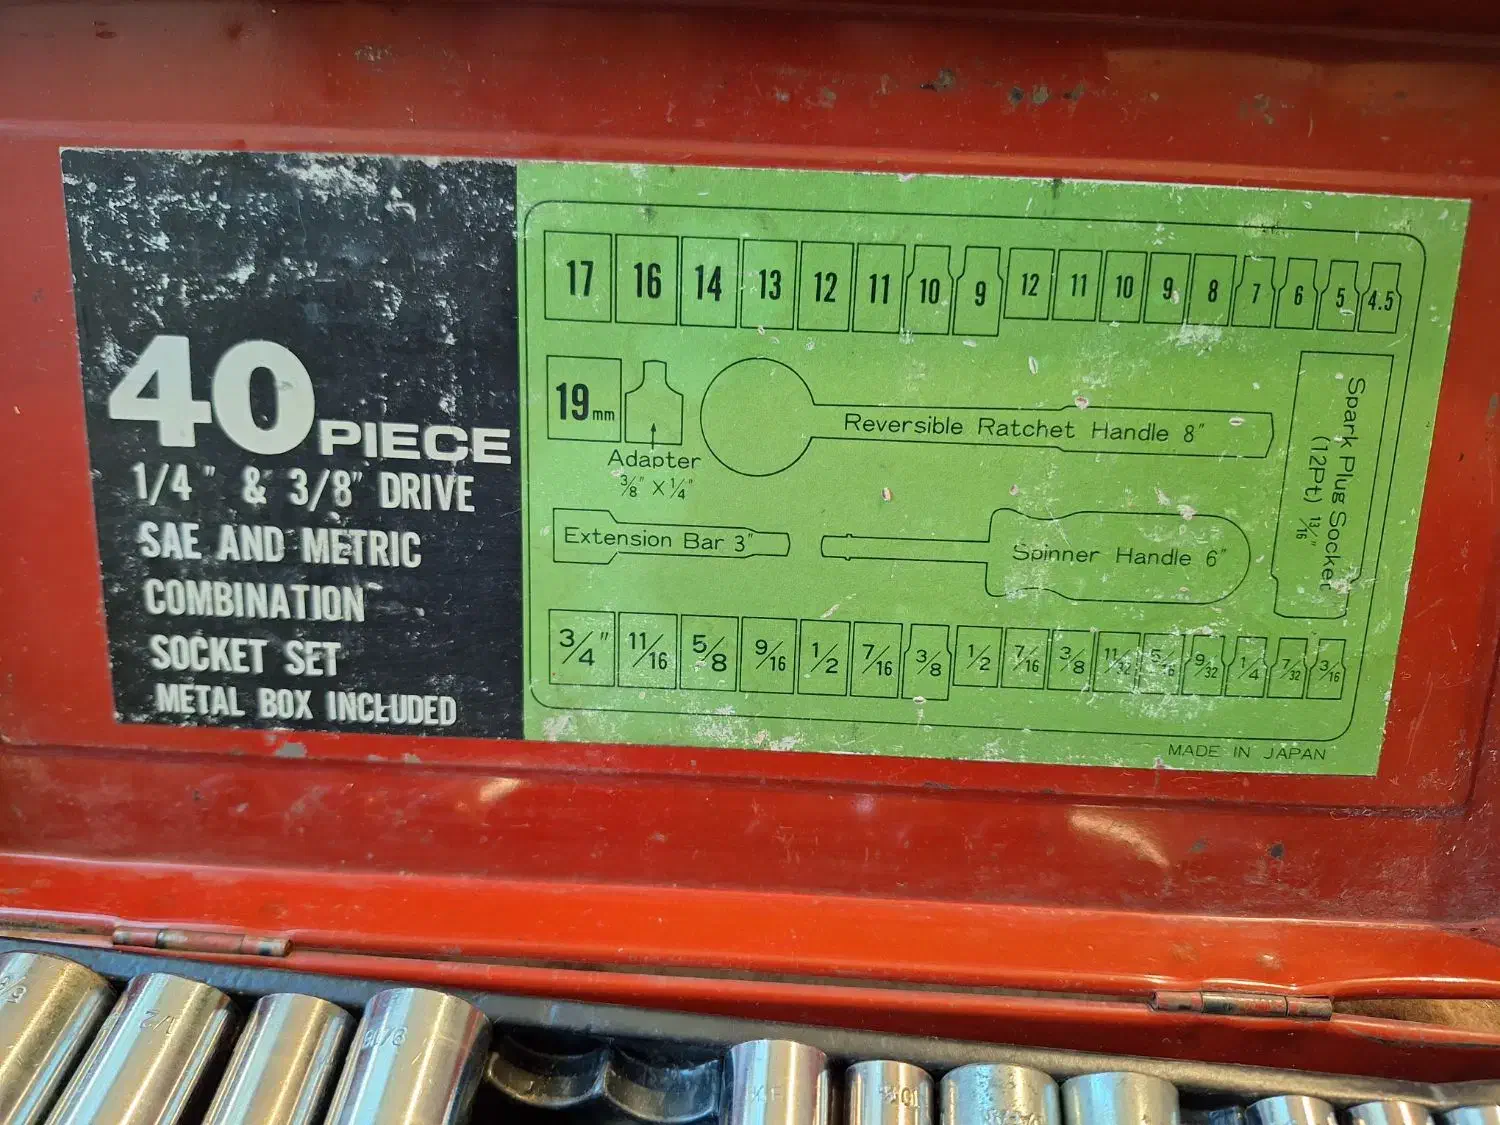 40 PIECE
1/4" & 3/8" DRIVE
SAE AND METRIC
COMBINATION
SOCKET SET
METAL BOX INCLUDED
17 16 14 13 12 11 10 9 12 11 10 9 8 7 6 5 4.5
19mm
Adapter
3/8" X 1/4"
Reversible Ratchet Handle 8"
Spark Plug Socket
(12Pt) 13/16"
Extension Bar 3"
Spinner Handle 6"
3/4" 11/16 5/8 9/16 1/2 7/16 3/8 1/2 7/16 3/8 11/32 5/16 9/32 1/4 7/32 3/16
MADE IN JAPAN
1/2